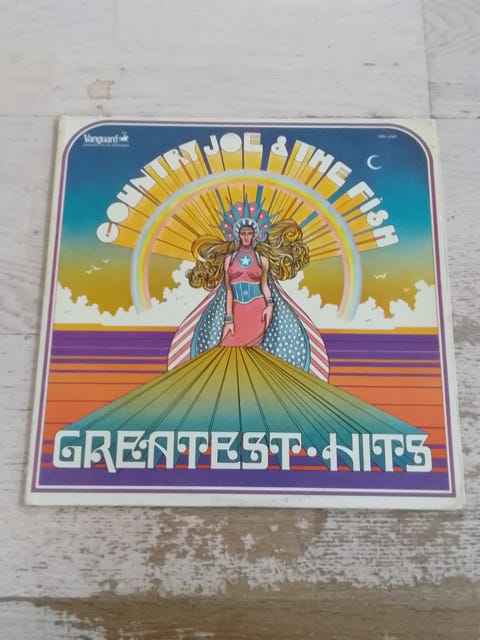 Vanguard
COUNTRY JOE & THE FISH
GREATEST·HITS